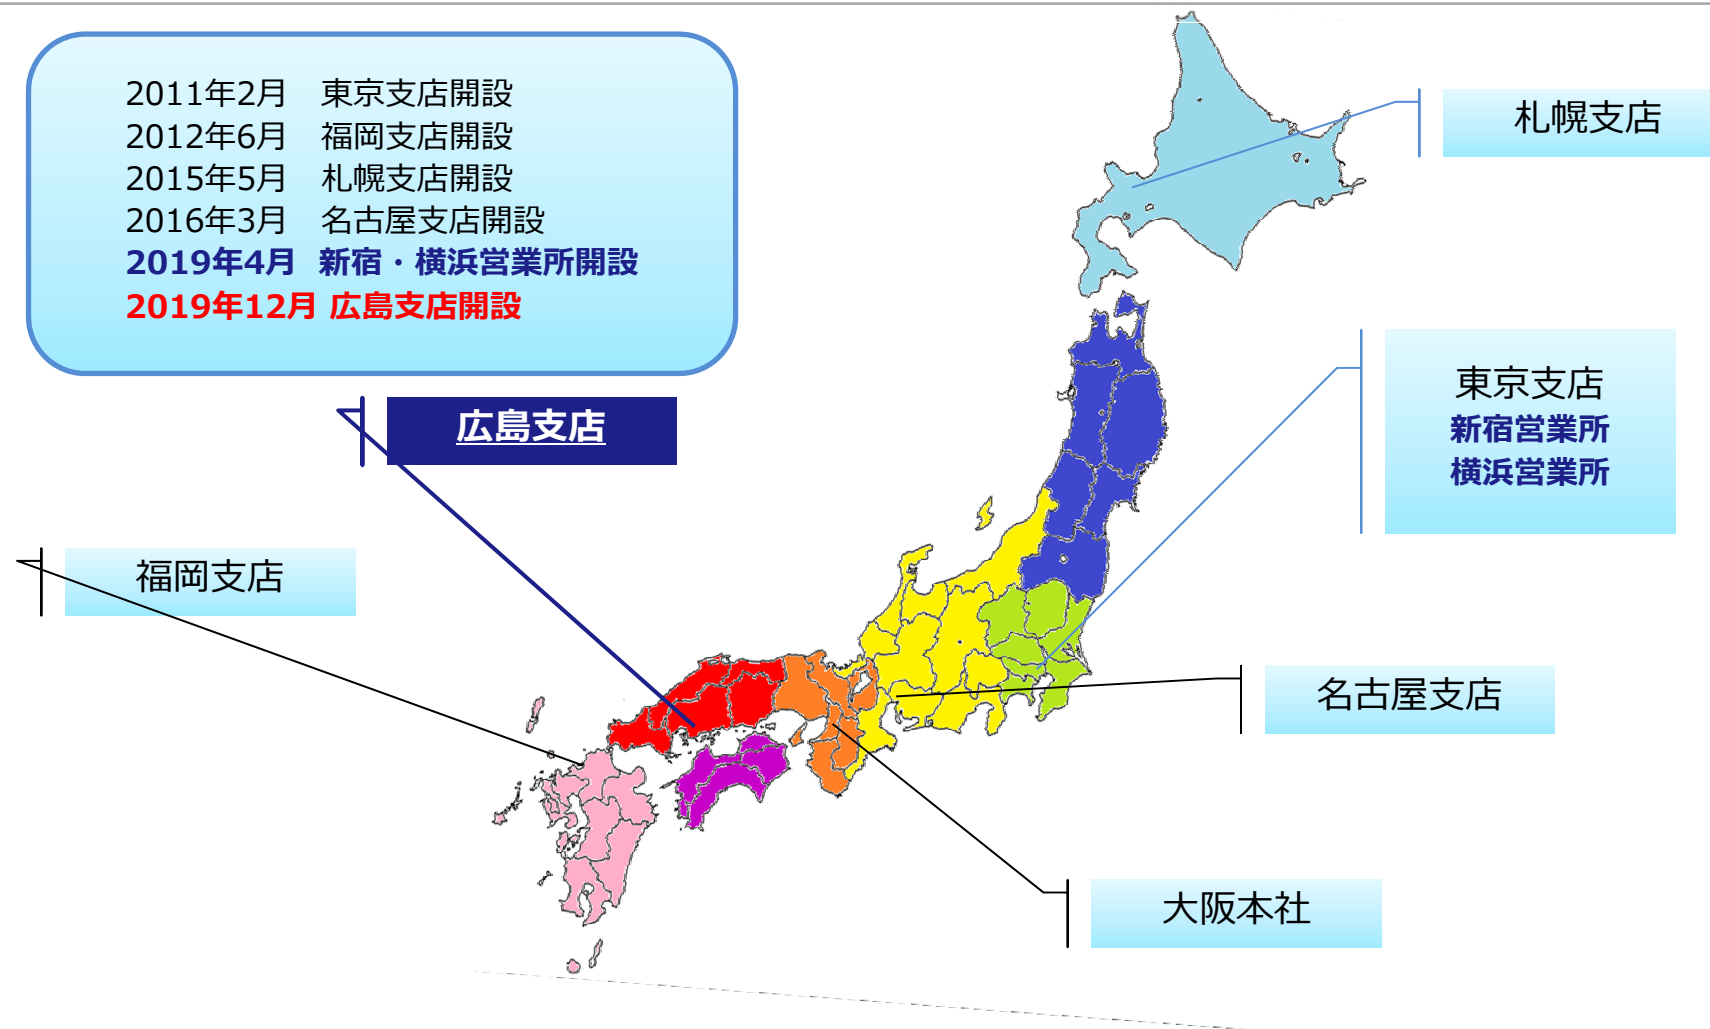 2011年2月　東京支店開設
2012年6月　福岡支店開設
2015年5月　札幌支店開設
2016年3月　名古屋支店開設
2019年4月 新宿・横浜営業所開設
2019年12月 広島支店開設
札幌支店
東京支店
新宿営業所
横浜営業所
広島支店
福岡支店
名古屋支店
大阪本社